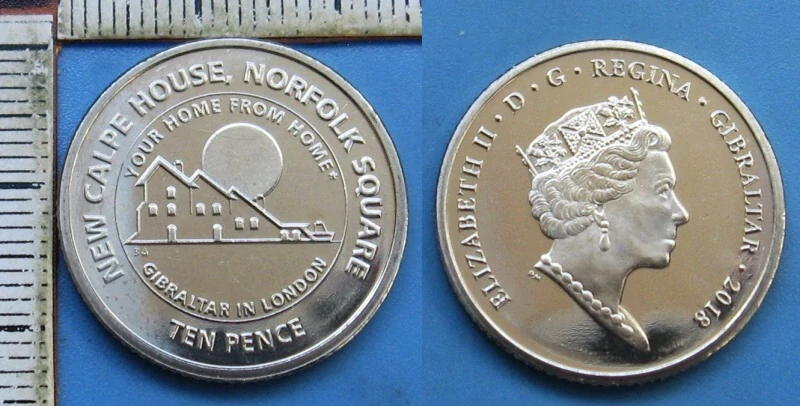 NEW CALPE HOUSE, NORFOLK SQUARE
YOUR HOME FROM HOME*
GIBRALTAR IN LONDON
TEN PENCE
ELIZABETH II · D · G · REGINA · GIBRALTAR · 2018